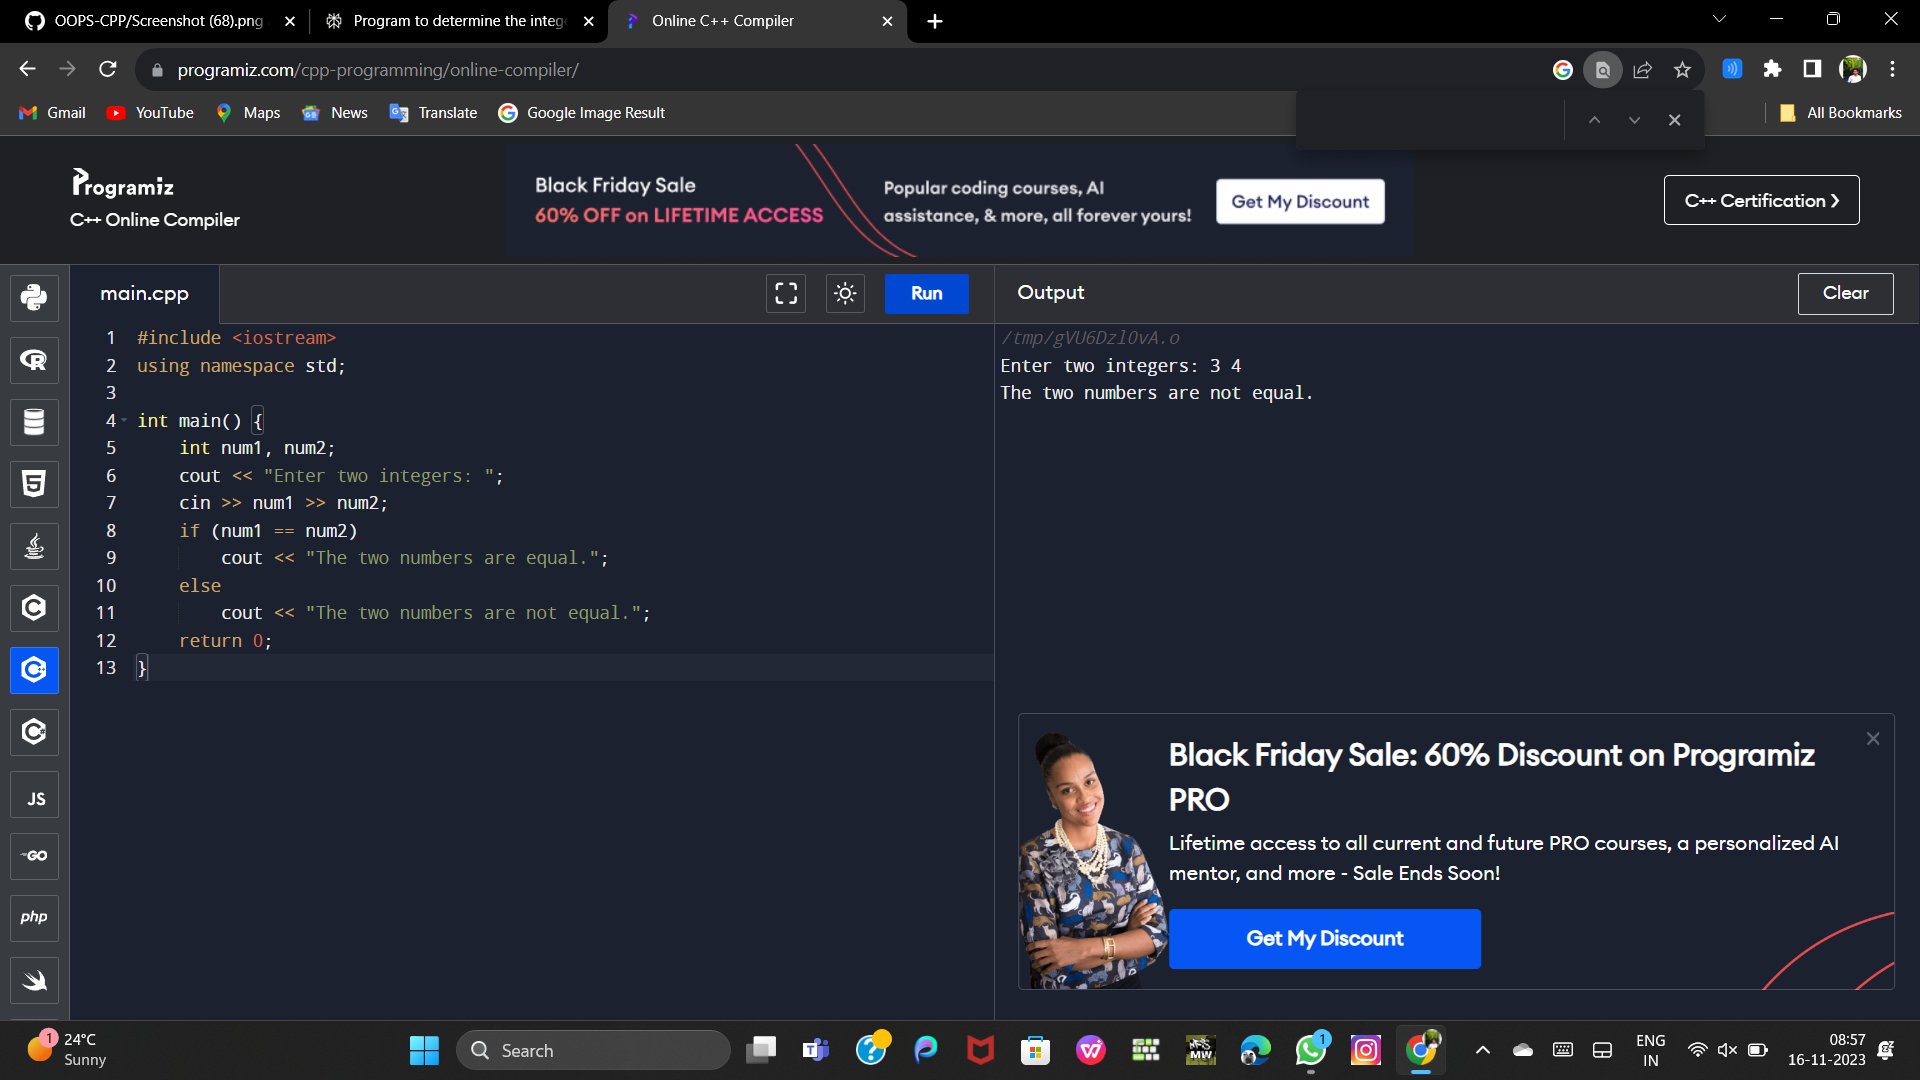 OOPS-CPP/Screenshot (68).png
Program to determine the integ
Online C++ Compiler
programiz.com/cpp-programming/online-compiler/
Gmail
YouTube
Maps
News
Translate
Google Image Result
All Bookmarks
Programiz
C++ Online Compiler
Black Friday Sale
60% OFF on LIFETIME ACCESS
Popular coding courses, AI
assistance, & more, all forever yours!
Get My Discount
C++ Certification ❯
main.cpp
Run
Output
Clear
1 #include <iostream>
2 using namespace std;
3
4 int main() {
5     int num1, num2;
6     cout << "Enter two integers: ";
7     cin >> num1 >> num2;
8     if (num1 == num2)
9         cout << "The two numbers are equal.";
10     else
11         cout << "The two numbers are not equal.";
12     return 0;
13 }
/tmp/gVU6DzlOvA.o
Enter two integers: 3 4
The two numbers are not equal.
JS
GO
php
Black Friday Sale: 60% Discount on Programiz
PRO
Lifetime access to all current and future PRO courses, a personalized AI
mentor, and more - Sale Ends Soon!
Get My Discount
1
24°C
Sunny
Search
MW
1
ENG
IN
08:57
16-11-2023